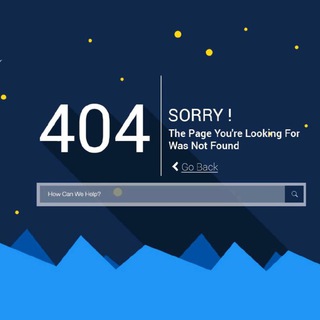 404
SORRY !
The Page You're Looking For
Was Not Found
Go Back
How Can We Help?